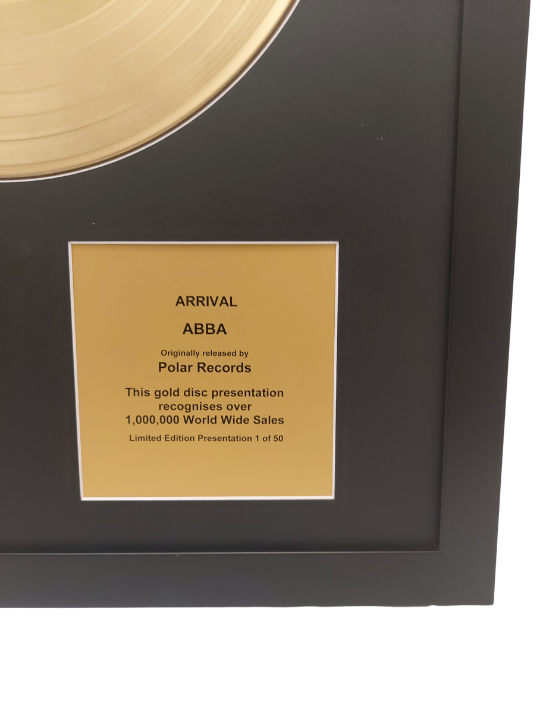 ARRIVAL
ABBA
Originally released by
Polar Records
This gold disc presentation
recognises over
1,000,000 World Wide Sales
Limited Edition Presentation 1 of 50